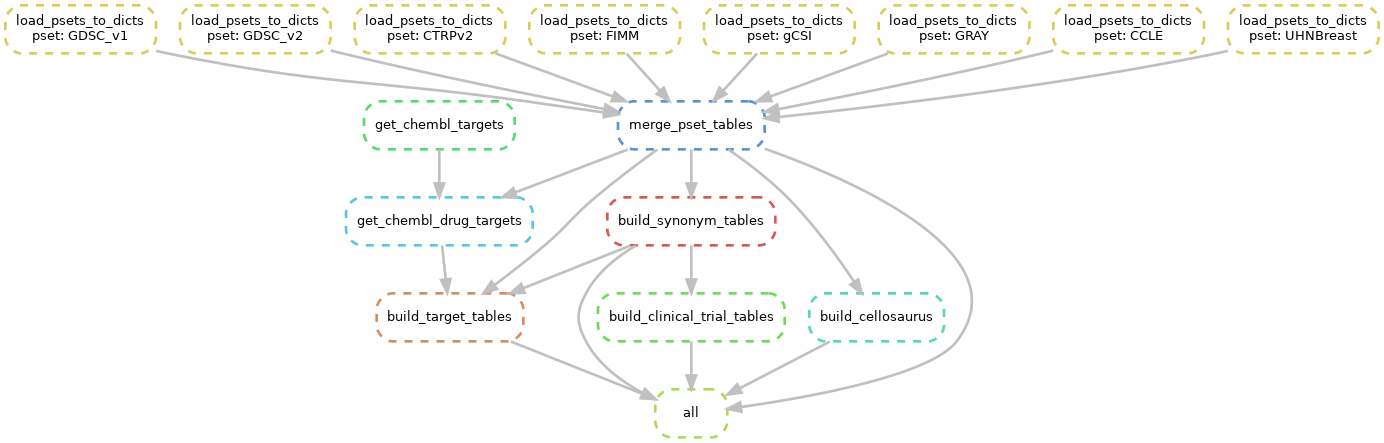 load_psets_to_dicts
pset: GDSC_v1
load_psets_to_dicts
pset: GDSC_v2
load_psets_to_dicts
pset: CTRPv2
load_psets_to_dicts
pset: FIMM
load_psets_to_dicts
pset: gCSI
load_psets_to_dicts
pset: GRAY
load_psets_to_dicts
pset: CCLE
load_psets_to_dicts
pset: UHNBreast
get_chembl_targets
merge_pset_tables
get_chembl_drug_targets
build_synonym_tables
build_target_tables
build_clinical_trial_tables
build_cellosaurus
all